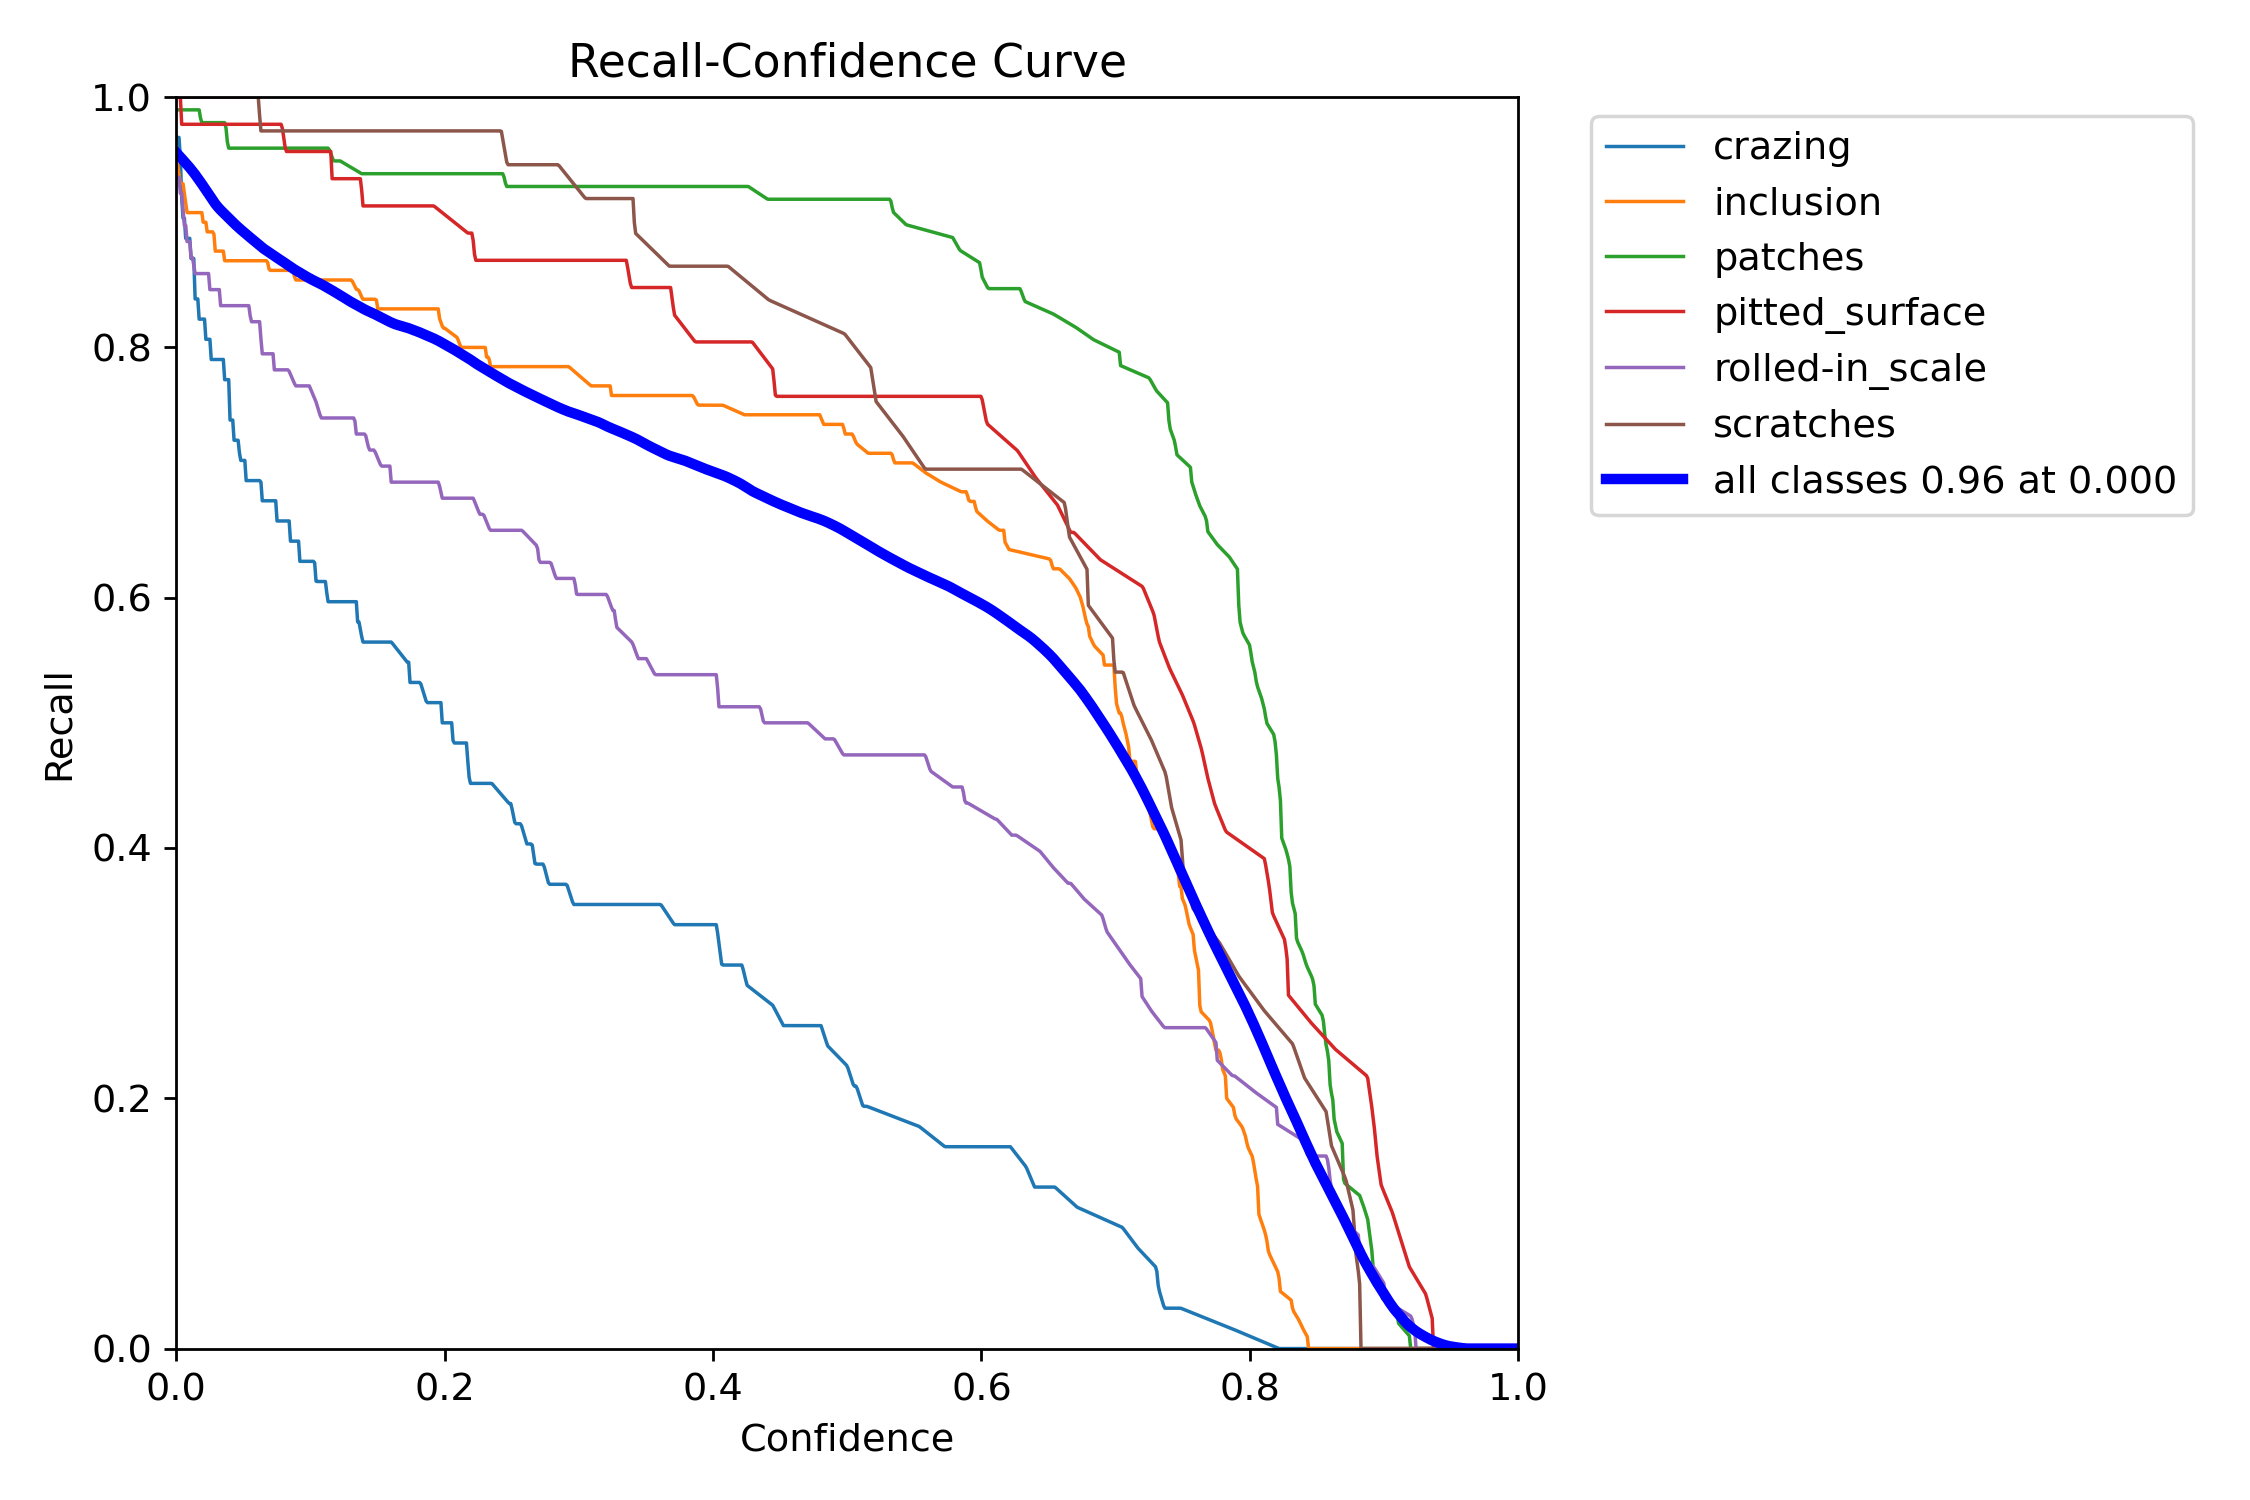 Recall-Confidence Curve
1.0
0.8
0.6
0.4
0.2
0.0
Recall
0.0 0.2 0.4 0.6 0.8 1.0
Confidence
crazing
inclusion
patches
pitted_surface
rolled-in_scale
scratches
all classes 0.96 at 0.000